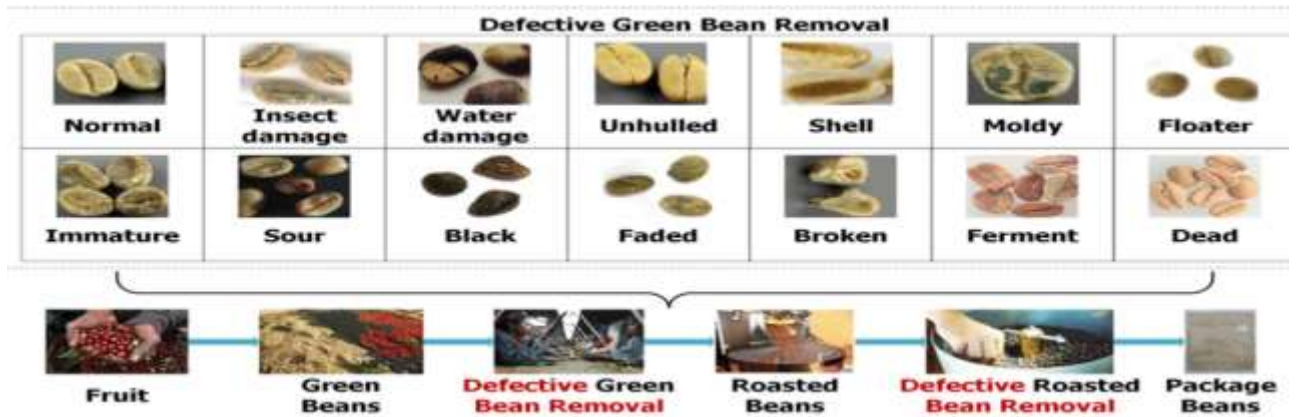 Defective Green Bean Removal
Normal
Insect
damage
Water
damage
Unhulled
Shell
Moldy
Floater
Immature
Sour
Black
Faded
Broken
Ferment
Dead
Fruit
Green
Beans
Defective Green
Bean Removal
Roasted
Beans
Defective Roasted
Bean Removal
Package
Beans